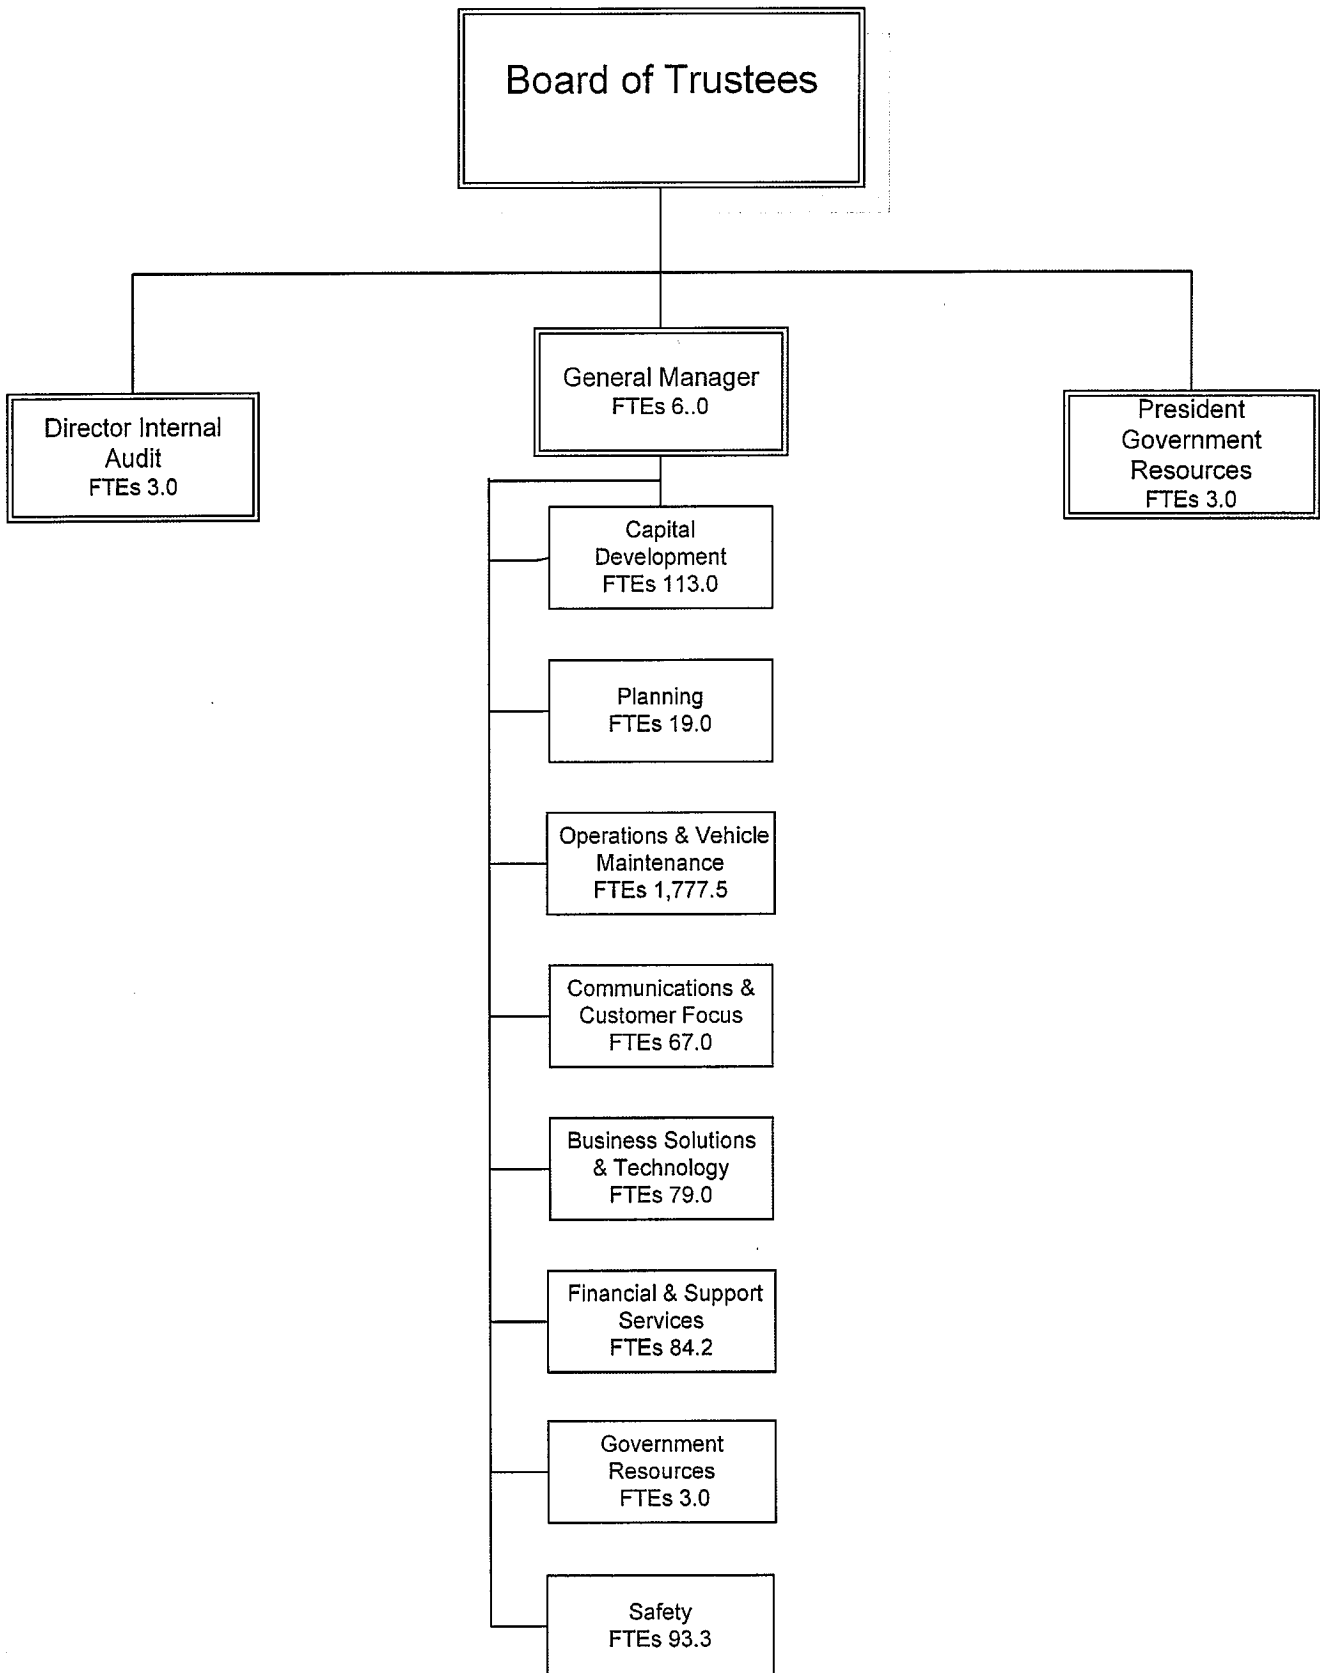 Board of Trustees
General Manager
FTEs 6..0
Director Internal
Audit
FTEs 3.0
President
Government
Resources
FTEs 3.0
Capital
Development
FTEs 113.0
Planning
FTEs 19.0
Operations & Vehicle
Maintenance
FTEs 1,777.5
Communications &
Customer Focus
FTEs 67.0
Business Solutions
& Technology
FTEs 79.0
Financial & Support
Services
FTEs 84.2
Government
Resources
FTEs 3.0
Safety
FTEs 93.3